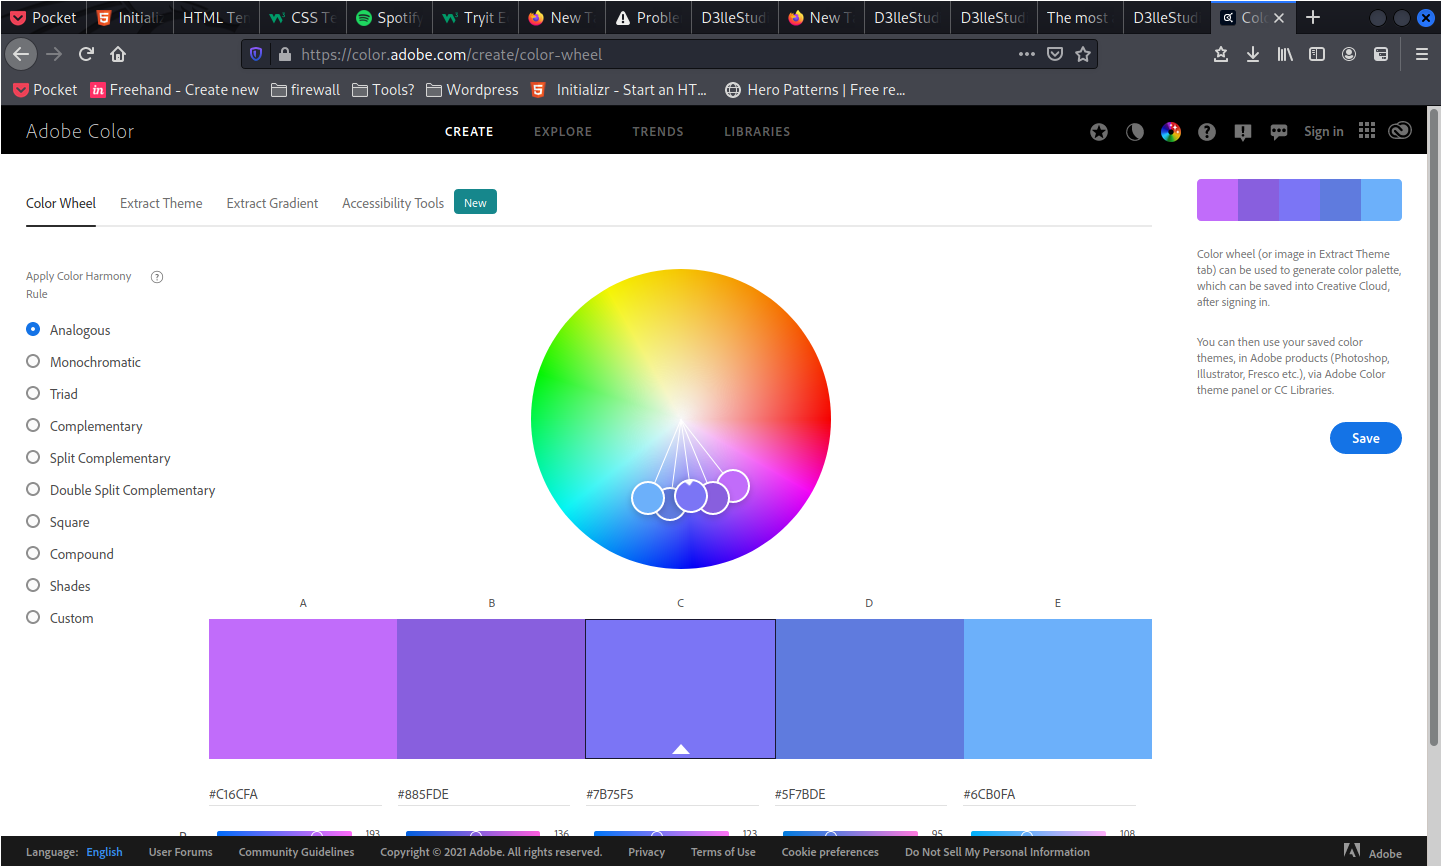 Pocket Initializ HTML Ter CSS Te Spotify Tryit E New T Proble D3lleStud New T D3lleStud D3lleStud The most D3lleStud Colo
https://color.adobe.com/create/color-wheel
Pocket Freehand - Create new firewall Tools? Wordpress Initializr - Start an HT... Hero Patterns | Free re...
Adobe Color CREATE EXPLORE TRENDS LIBRARIES Sign in
Color Wheel Extract Theme Extract Gradient Accessibility Tools New
Color wheel (or image in Extract Theme
tab) can be used to generate color palette,
which can be saved into Creative Cloud,
after signing in.
You can then use your saved color
themes, in Adobe products (Photoshop,
Illustrator, Fresco etc.), via Adobe Color
theme panel or CC Libraries.
Save
Apply Color Harmony
Rule
Analogous
Monochromatic
Triad
Complementary
Split Complementary
Double Split Complementary
Square
Compound
Shades
Custom
A B C D E
#C16CFA #885FDE #7B75F5 #5F7BDE #6CB0FA
193 136 123 95 108
Language: English User Forums Community Guidelines Copyright © 2021 Adobe. All rights reserved. Privacy Terms of Use Cookie preferences Do Not Sell My Personal Information Adobe